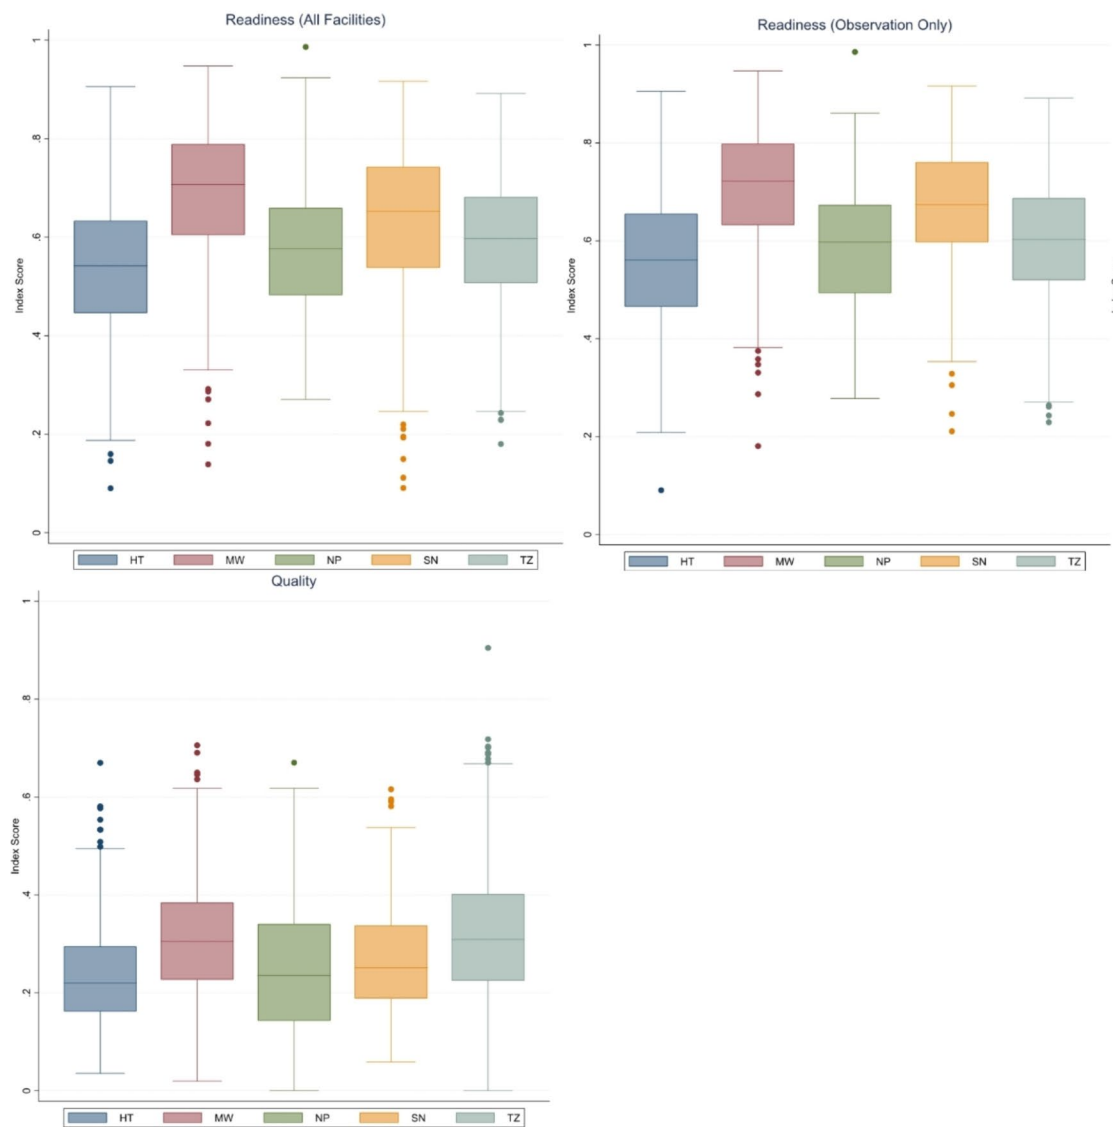 Readiness (All Facilities)
1
.8
.6
.4
.2
0
Index Score
HT MW NP SN TZ
Readiness (Observation Only)
1
.8
.6
.4
.2
0
Index Score
HT MW NP SN TZ
Quality
1
.8
.6
.4
.2
0
Index Score
HT MW NP SN TZ